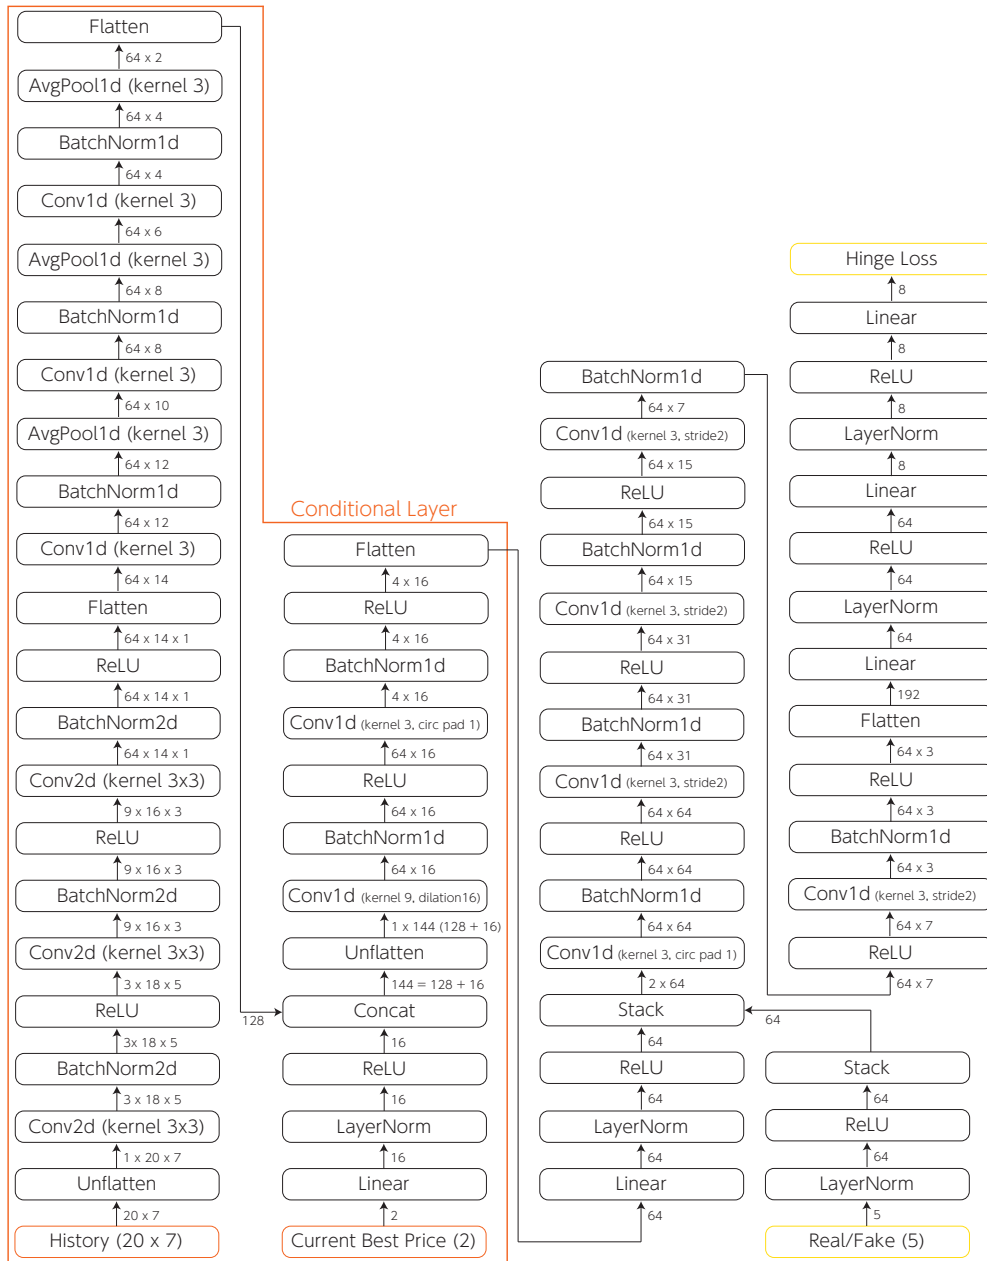 Flatten
64 x 2
AvgPool1d (kernel 3)
64 x 4
BatchNorm1d
64 x 4
Conv1d (kernel 3)
64 x 6
AvgPool1d (kernel 3)
64 x 8
BatchNorm1d
64 x 8
Conv1d (kernel 3)
64 x 10
AvgPool1d (kernel 3)
64 x 12
BatchNorm1d
64 x 12
Conv1d (kernel 3)
64 x 14
Flatten
64 x 14 x 1
ReLU
64 x 14 x 1
BatchNorm2d
64 x 14 x 1
Conv2d (kernel 3x3)
9 x 16 x 3
ReLU
9 x 16 x 3
BatchNorm2d
9 x 16 x 3
Conv2d (kernel 3x3)
3 x 18 x 5
ReLU
3x 18 x 5
BatchNorm2d
3 x 18 x 5
Conv2d (kernel 3x3)
1 x 20 x 7
Unflatten
20 x 7
History (20 x 7)
128
Conditional Layer
Flatten
4 x 16
ReLU
4 x 16
BatchNorm1d
4 x 16
Conv1d (kernel 3, circ pad 1)
64 x 16
ReLU
64 x 16
BatchNorm1d
64 x 16
Conv1d (kernel 9, dilation16)
1 x 144 (128 + 16)
Unflatten
144 = 128 + 16
Concat
16
ReLU
16
LayerNorm
16
Linear
2
Current Best Price (2)
BatchNorm1d
64 x 7
Conv1d (kernel 3, stride2)
64 x 15
ReLU
64 x 15
BatchNorm1d
64 x 15
Conv1d (kernel 3, stride2)
64 x 31
ReLU
64 x 31
BatchNorm1d
64 x 31
Conv1d (kernel 3, stride2)
64 x 64
ReLU
64 x 64
BatchNorm1d
64 x 64
Conv1d (kernel 3, circ pad 1)
2 x 64
Stack
64
ReLU
64
LayerNorm
64
Linear
64
Hinge Loss
8
Linear
8
ReLU
8
LayerNorm
8
Linear
64
ReLU
64
LayerNorm
64
Linear
192
Flatten
64 x 3
ReLU
64 x 3
BatchNorm1d
64 x 3
Conv1d (kernel 3, stride2)
64 x 7
ReLU
64 x 7
64
Stack
64
ReLU
64
LayerNorm
5
Real/Fake (5)